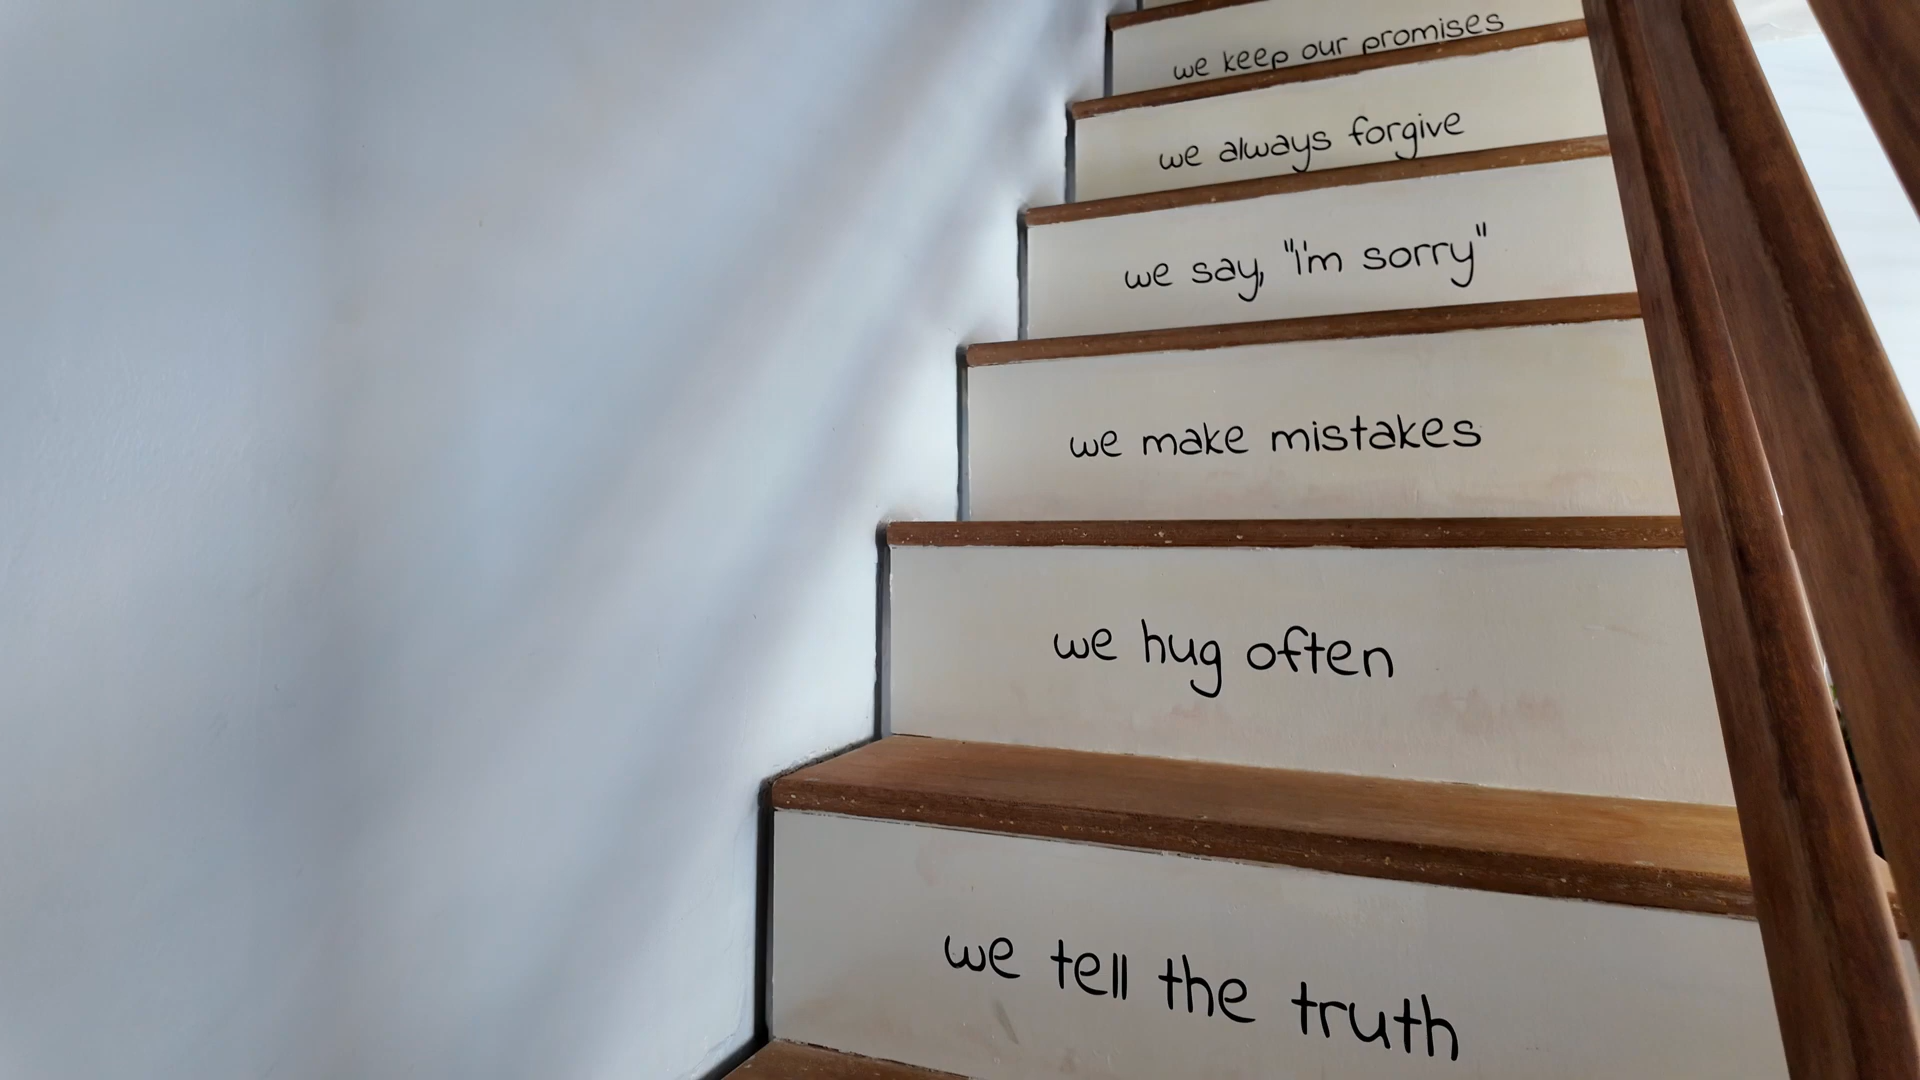 we keep our promises
we always forgive
we say, "i'm sorry"
we make mistakes
we hug often
we tell the truth